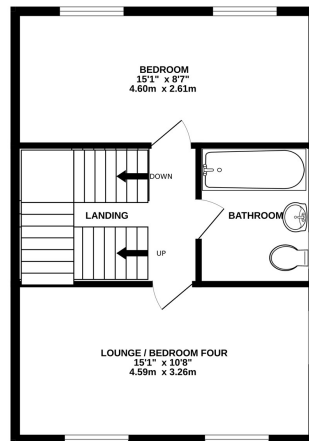 BEDROOM
15'1" x 8'7"
4.60m x 2.61m
DOWN
LANDING
BATHROOM
UP
LOUNGE / BEDROOM FOUR
15'1" x 10'8"
4.59m x 3.26m